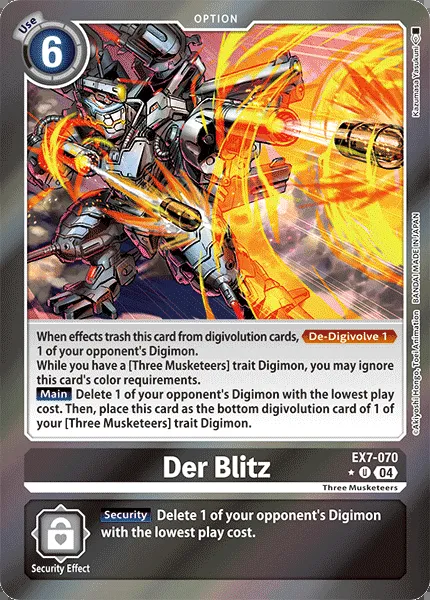 OPTION
Use
6
Kazumasa Yasukuni
When effects trash this card from digivolution cards, De-Digivolve 1
1 of your opponent's Digimon.
While you have a [Three Musketeers] trait Digimon, you may ignore
this card's color requirements.
Main Delete 1 of your opponent's Digimon with the lowest play
cost. Then, place this card as the bottom digivolution card of 1 of
your [Three Musketeers] trait Digimon.
©Akiyoshi Hongo, Toei Animation BANDAI MADE IN JAPAN
Der Blitz
EX7-070
U 04
Three Musketeers
Security Delete 1 of your opponent's Digimon
with the lowest play cost.
Security Effect